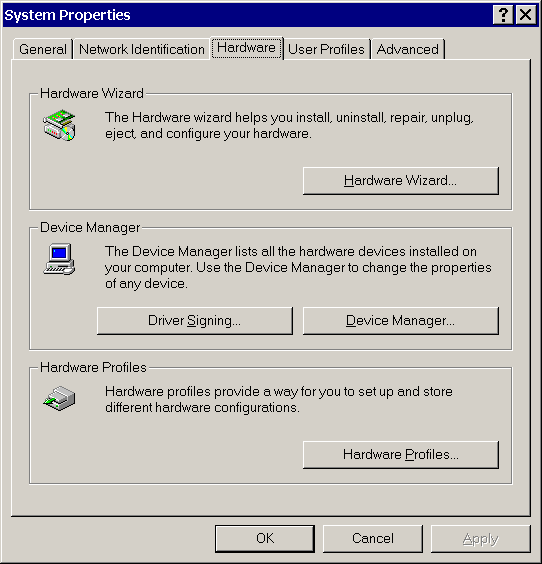 System Properties
General Network Identification Hardware User Profiles Advanced
Hardware Wizard
The Hardware wizard helps you install, uninstall, repair, unplug,
eject, and configure your hardware.
Hardware Wizard...
Device Manager
The Device Manager lists all the hardware devices installed on
your computer. Use the Device Manager to change the properties
of any device.
Driver Signing... Device Manager...
Hardware Profiles
Hardware profiles provide a way for you to set up and store
different hardware configurations.
Hardware Profiles...
OK Cancel Apply